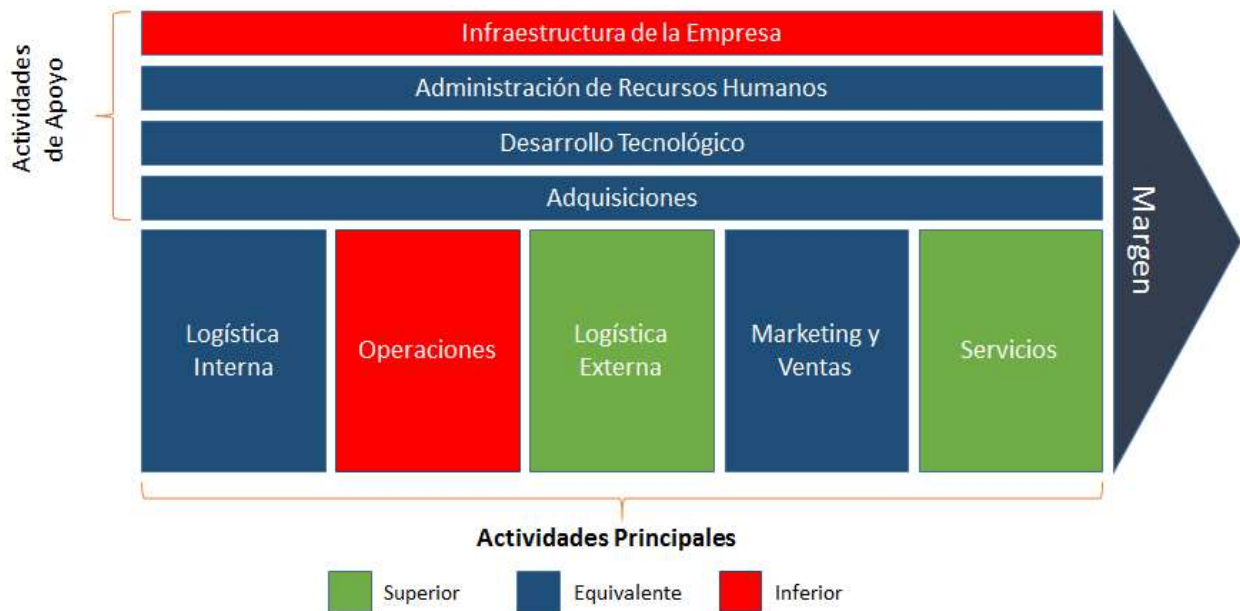 Actividades
de Apoyo
Infraestructura de la Empresa
Administración de Recursos Humanos
Desarrollo Tecnológico
Adquisiciones
Logística
Interna
Operaciones
Logística
Externa
Marketing y
Ventas
Servicios
Margen
Actividades Principales
Superior
Equivalente
Inferior